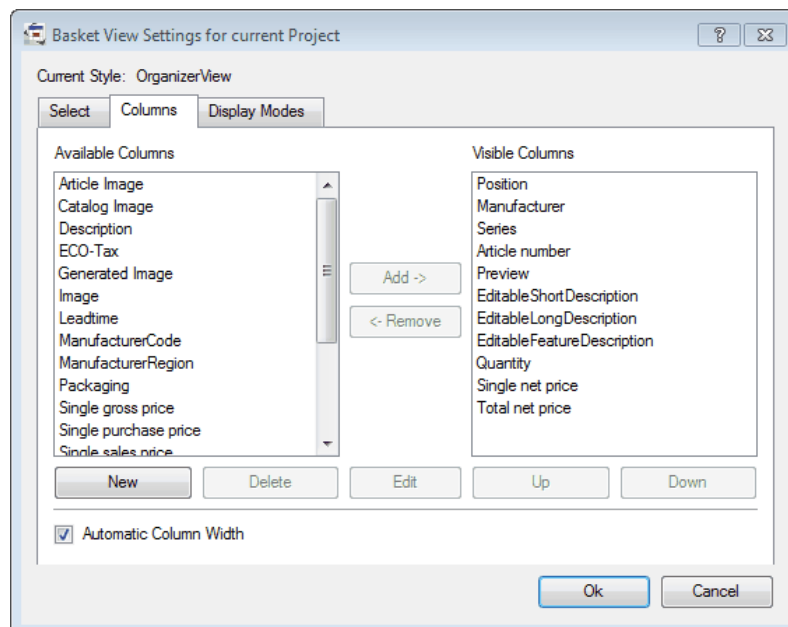 Basket View Settings for current Project
Current Style: OrganizerView
Select Columns Display Modes
Available Columns
Article Image
Catalog Image
Description
ECO-Tax
Generated Image
Image
Leadtime
ManufacturerCode
ManufacturerRegion
Packaging
Single gross price
Single purchase price
Single sales price
Add ->
<- Remove
Visible Columns
Position
Manufacturer
Series
Article number
Preview
EditableShortDescription
EditableLongDescription
EditableFeatureDescription
Quantity
Single net price
Total net price
New Delete Edit Up Down
Automatic Column Width
Ok Cancel